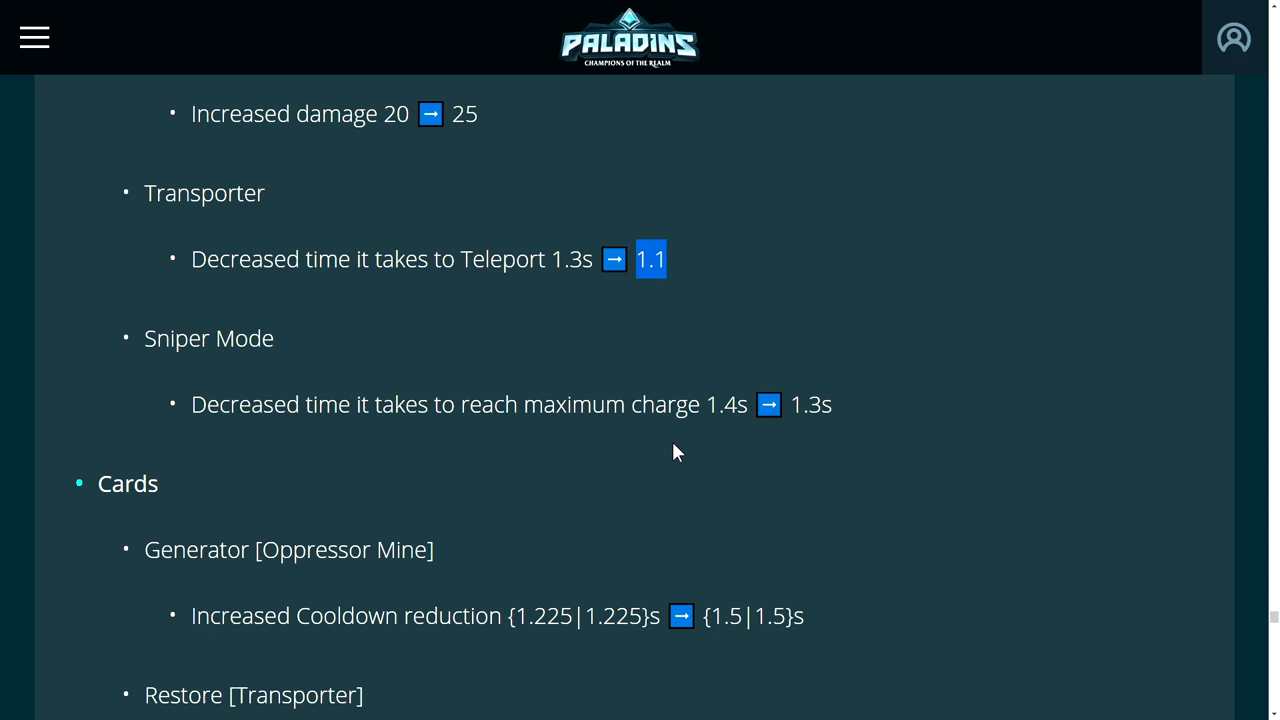 PALADINS
CHAMPIONS OF THE REALM
• Increased damage 20 ➡ 25
• Transporter
• Decreased time it takes to Teleport 1.3s ➡ 1.1
• Sniper Mode
• Decreased time it takes to reach maximum charge 1.4s ➡ 1.3s
• Cards
• Generator [Oppressor Mine]
• Increased Cooldown reduction {1.225|1.225}s ➡ {1.5|1.5}s
• Restore [Transporter]